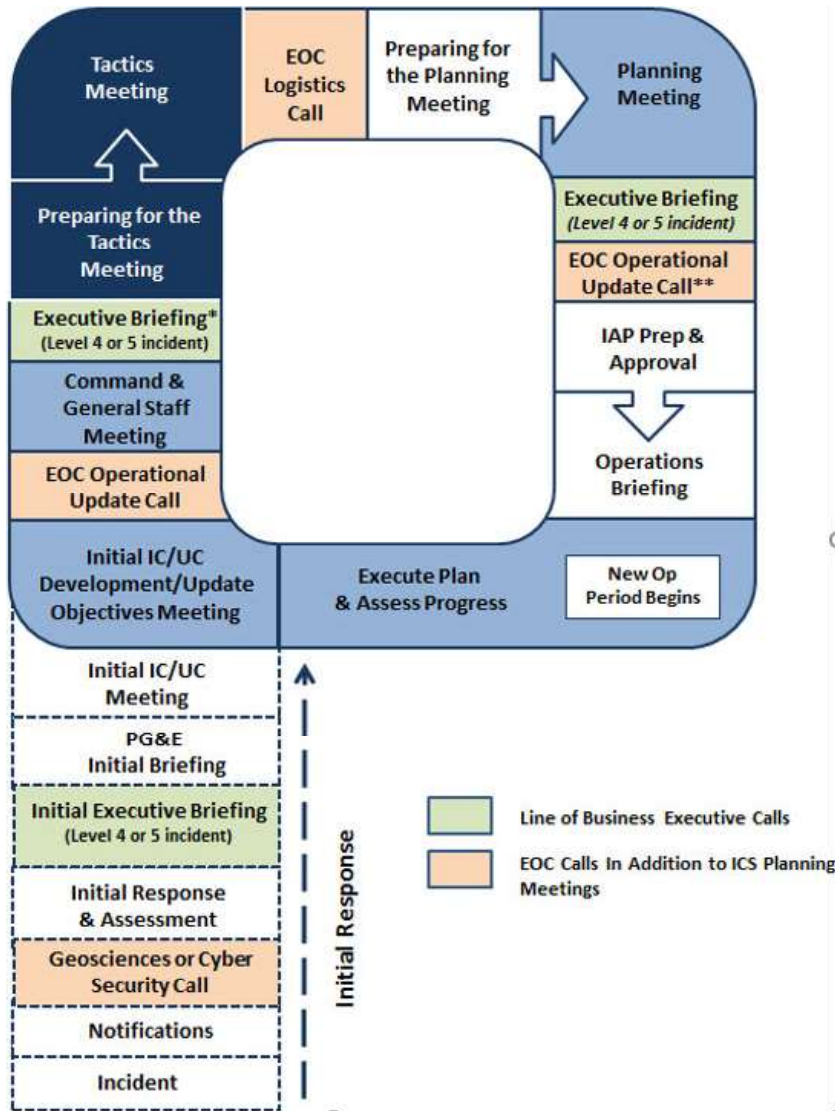 Tactics
Meeting
EOC
Logistics
Call
Preparing for
the Planning
Meeting
Planning
Meeting
Preparing for the
Tactics
Meeting
Executive Briefing*
(Level 4 or 5 incident)
Command &
General Staff
Meeting
EOC Operational
Update Call
Initial IC/UC
Development/Update
Objectives Meeting
Executive Briefing
(Level 4 or 5 incident)
EOC Operational
Update Call**
IAP Prep &
Approval
Operations
Briefing
Execute Plan
& Assess Progress
New Op
Period Begins
Initial IC/UC
Meeting
PG&E
Initial Briefing
Initial Executive Briefing
(Level 4 or 5 incident)
Initial Response
& Assessment
Geosciences or Cyber
Security Call
Notifications
Incident
Initial Response
Line of Business Executive Calls
EOC Calls In Addition to ICS Planning
Meetings